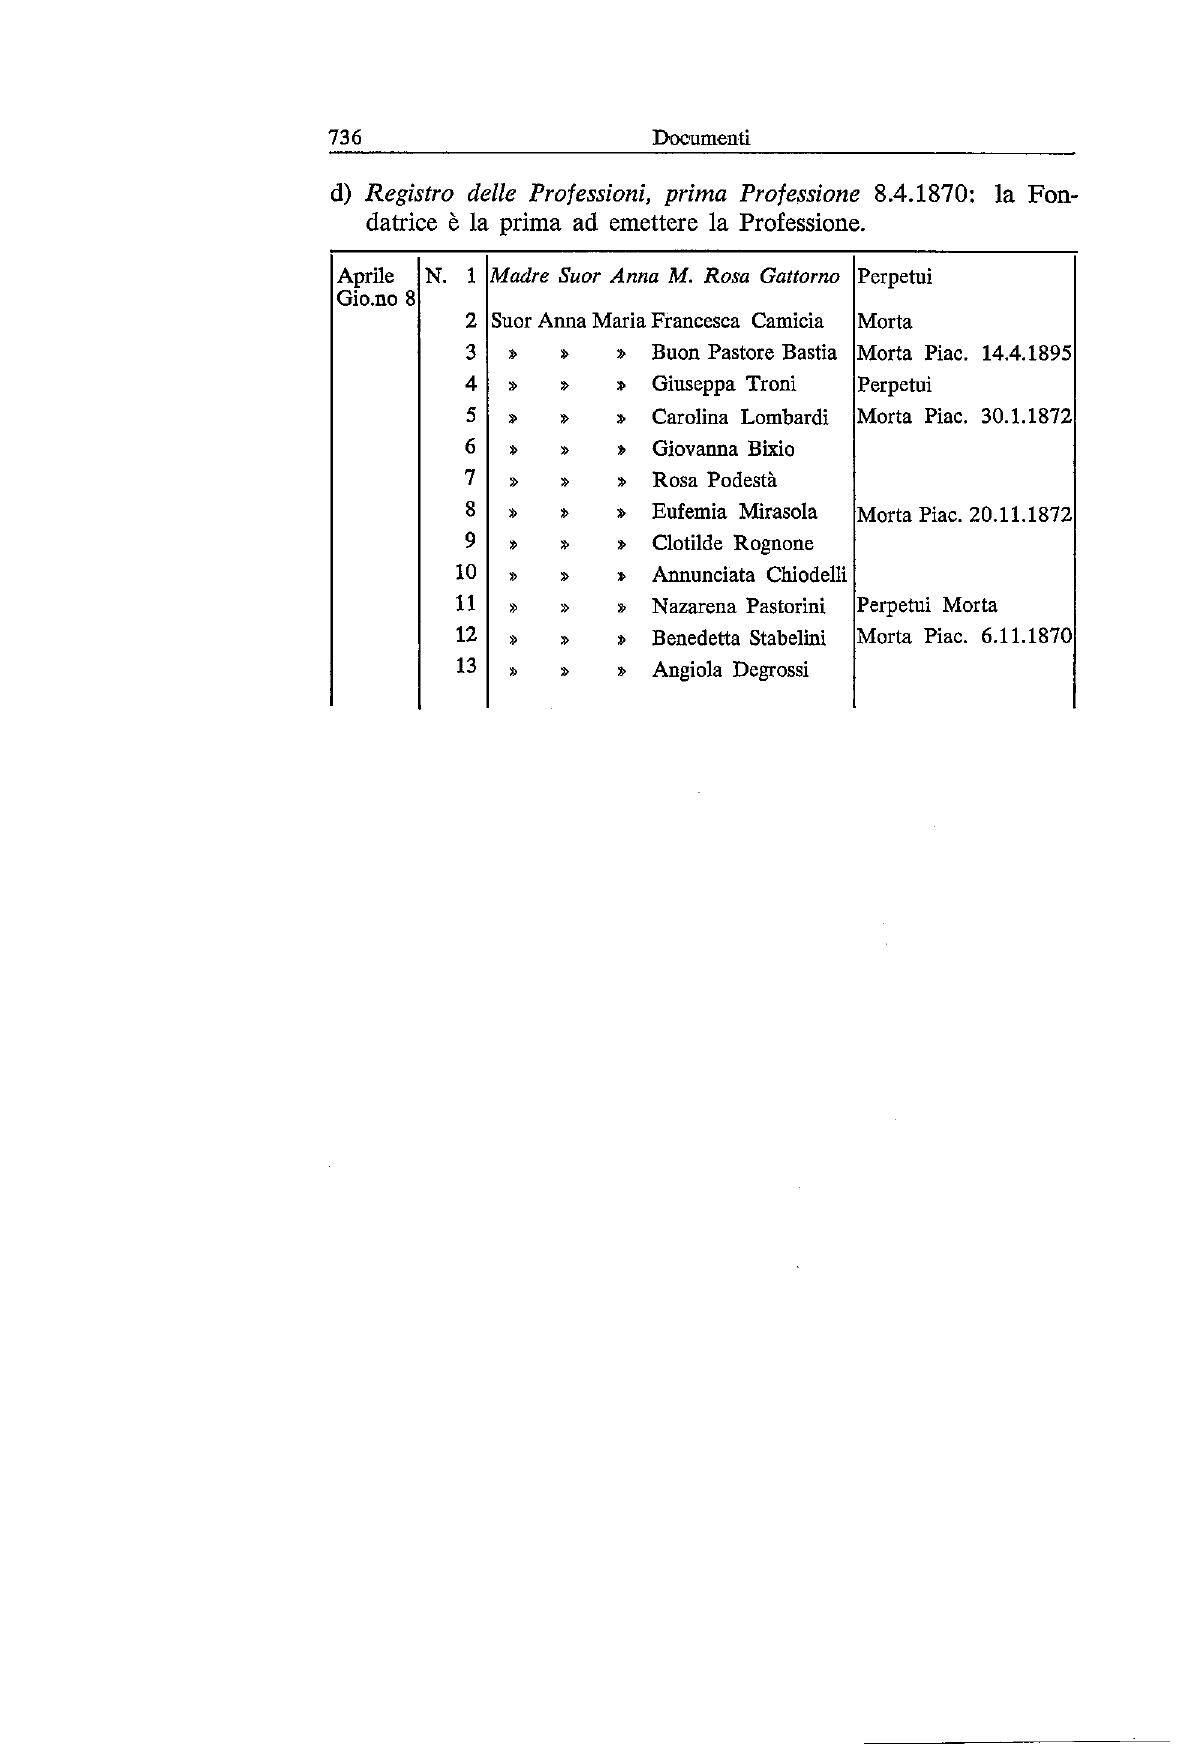 736 Documenti
d) Registro delle Professioni, prima Professione 8.4.1870: la Fon-
datrice è la prima ad emettere la Professione.
Aprile N. 1 Madre Suor Anna M. Rosa Gattorno Perpetui
Gio.no 8
2 Suor Anna Maria Francesca Camicia Morta
3 » » » Buon Pastore Bastia Morta Piac. 14.4.1895
4 » » » Giuseppa Troni Perpetui
5 » » » Carolina Lombardi Morta Piac. 30.1.1872
6 » » » Giovanna Bixio
7 » » » Rosa Podestà
8 » » » Eufemia Mirasola Morta Piac. 20.11.1872
9 » » » Clotilde Rognone
10 » » » Annunciata Chiodelli
11 » » » Nazarena Pastorini Perpetui Morta
12 » » » Benedetta Stabelini Morta Piac. 6.11.1870
13 » » » Angiola Degrossi